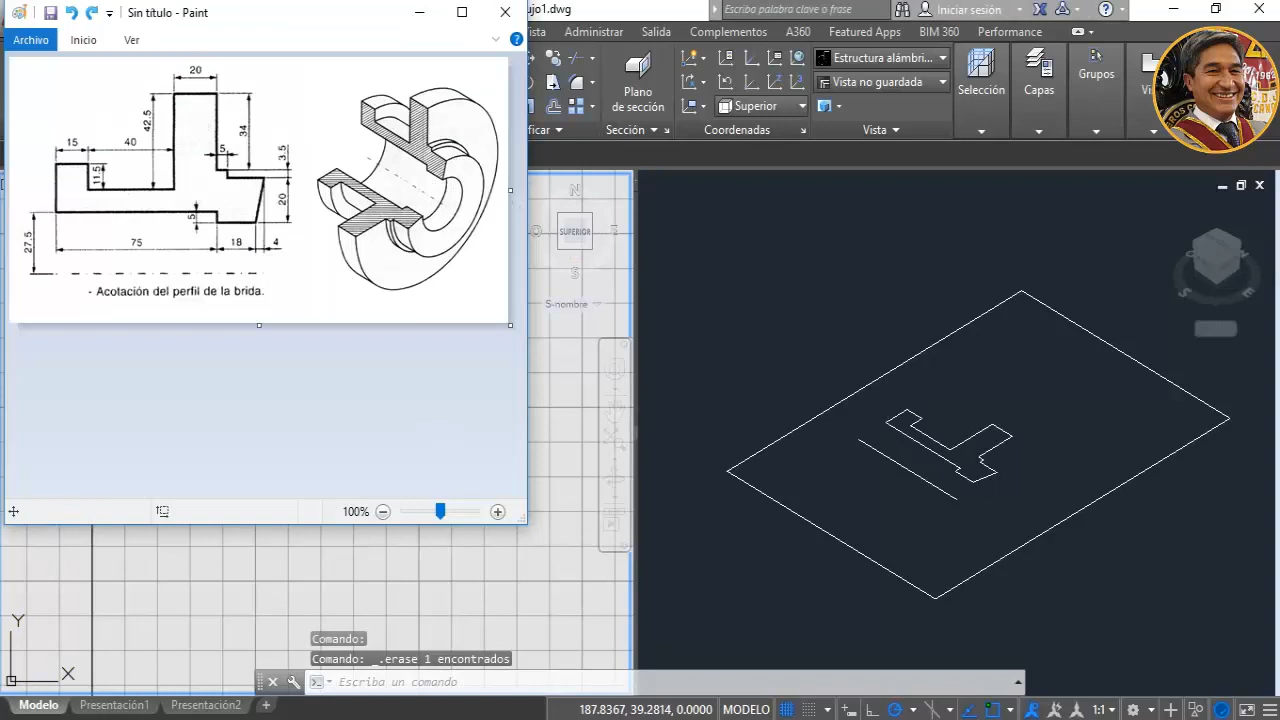 Sin título - Paint
ujo1.dwg
Escriba palabra clave o frase
Iniciar sesión
Archivo
Inicio
Ver
Administrar
Salida
Complementos
A360
Featured Apps
BIM 360
Performance
Estructura alámbri...
Vista no guardada
Superior
Plano
de sección
Selección
Capas
Grupos
Sección
Coordenadas
Vista
20
42.5
34
15
40
5
3.5
11.5
20
5
27.5
75
18
4
- Acotación del perfil de la brida.
N
SUPERIOR
S
S-nombre
S
E
100%
Y
X
Comando:
Comando: _.erase 1 encontrados
Escriba un comando
Modelo
Presentación1
Presentación2
+
187.8367, 39.2814, 0.0000
MODELO
1:1